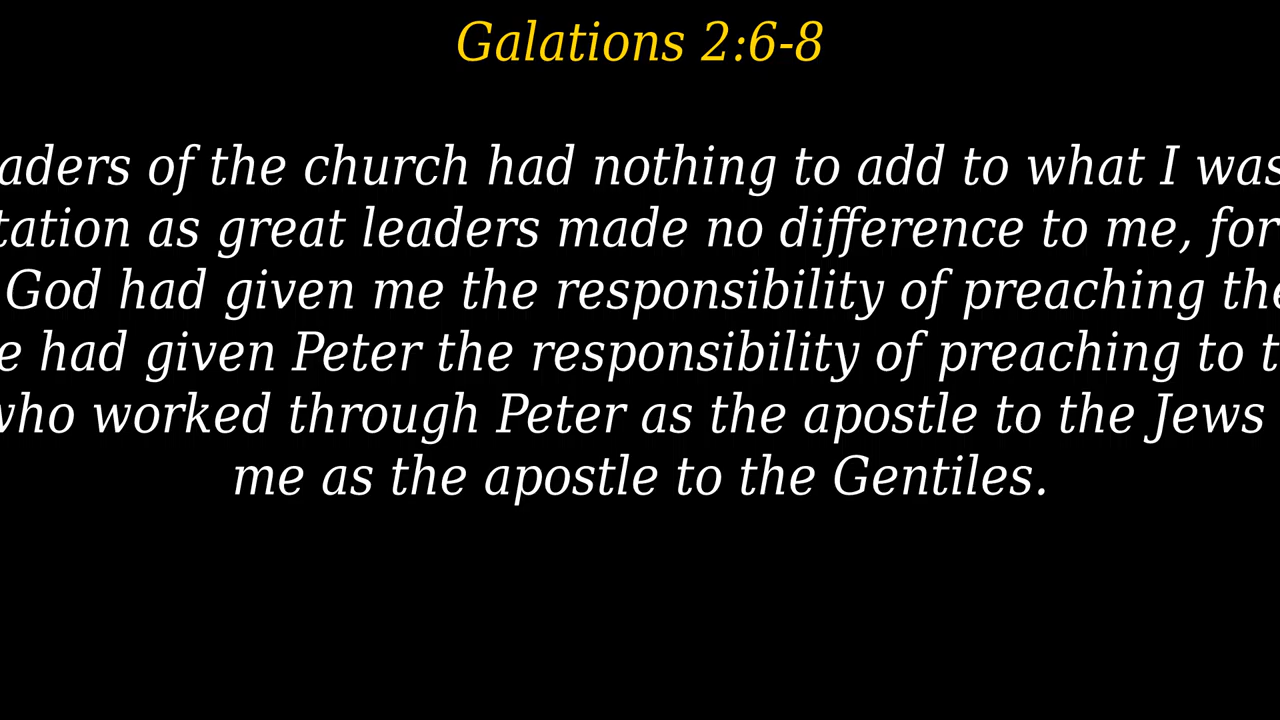 Galations 2:6-8
aders of the church had nothing to add to what I was
tation as great leaders made no difference to me, for
God had given me the responsibility of preaching the
e had given Peter the responsibility of preaching to t
who worked through Peter as the apostle to the Jews
me as the apostle to the Gentiles.